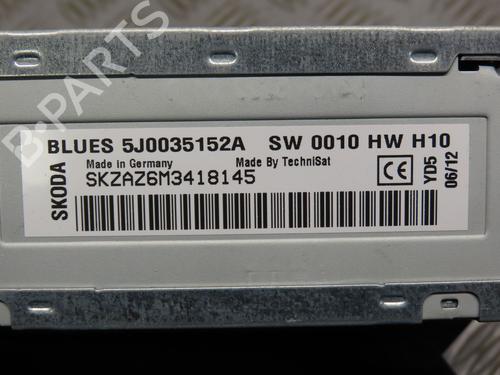 B-PARTS
BLUES 5J0035152A SW 0010 HW H10
Made in Germany Made By TechniSat
SKZAZ6M3418145
SKODA
CE
YD5
06/12